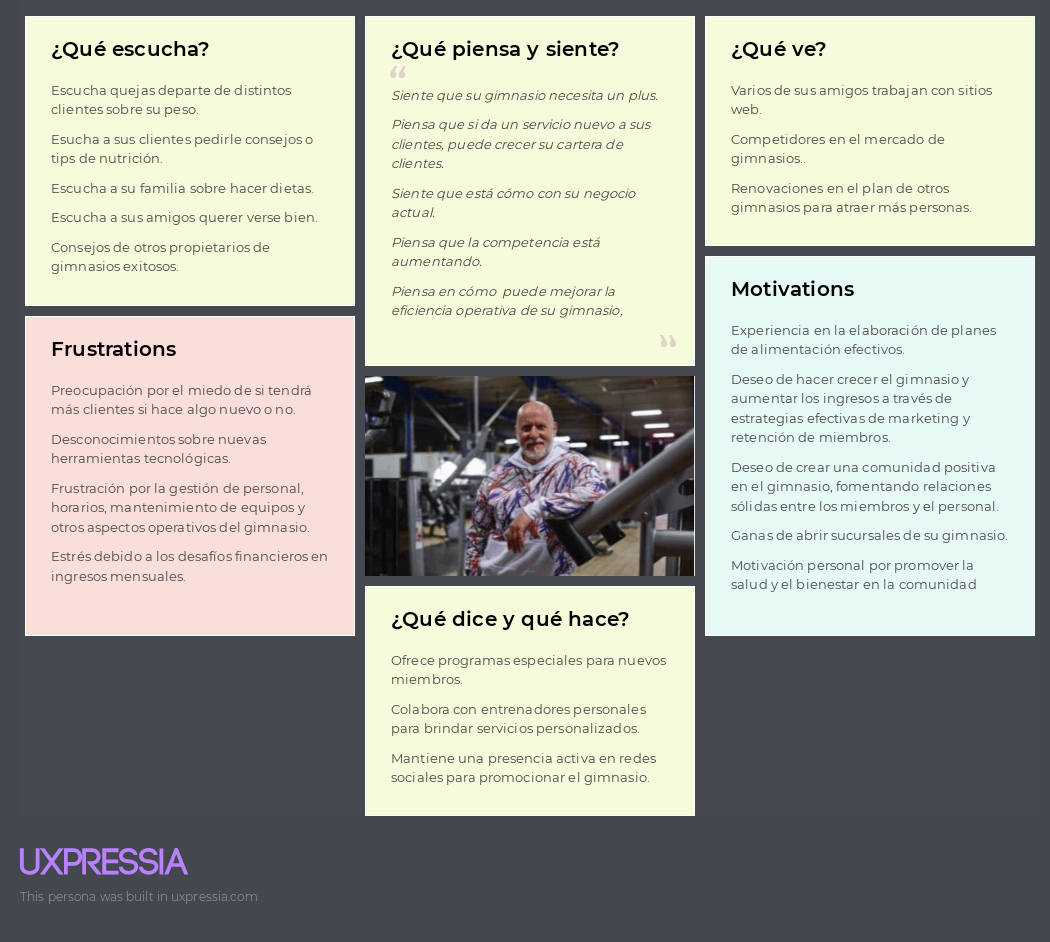 ¿Qué escucha?
Escucha quejas departe de distintos
clientes sobre su peso.
Esucha a sus clientes pedirle consejos o
tips de nutrición.
Escucha a su familia sobre hacer dietas.
Escucha a sus amigos querer verse bien.
Consejos de otros propietarios de
gimnasios exitosos.
Frustrations
Preocupación por el miedo de si tendrá
más clientes si hace algo nuevo o no.
Desconocimientos sobre nuevas
herramientas tecnológicas.
Frustración por la gestión de personal,
horarios, mantenimiento de equipos y
otros aspectos operativos del gimnasio.
Estrés debido a los desafíos financieros en
ingresos mensuales.
¿Qué piensa y siente?
“
Siente que su gimnasio necesita un plus.
Piensa que si da un servicio nuevo a sus
clientes, puede crecer su cartera de
clientes.
Siente que está cómo con su negocio
actual.
Piensa que la competencia está
aumentando.
Piensa en cómo  puede mejorar la
eficiencia operativa de su gimnasio,
”
¿Qué dice y qué hace?
Ofrece programas especiales para nuevos
miembros.
Colabora con entrenadores personales
para brindar servicios personalizados.
Mantiene una presencia activa en redes
sociales para promocionar el gimnasio.
¿Qué ve?
Varios de sus amigos trabajan con sitios
web.
Competidores en el mercado de
gimnasios..
Renovaciones en el plan de otros
gimnasios para atraer más personas.
Motivations
Experiencia en la elaboración de planes
de alimentación efectivos.
Deseo de hacer crecer el gimnasio y
aumentar los ingresos a través de
estrategias efectivas de marketing y
retención de miembros.
Deseo de crear una comunidad positiva
en el gimnasio, fomentando relaciones
sólidas entre los miembros y el personal.
Ganas de abrir sucursales de su gimnasio.
Motivación personal por promover la
salud y el bienestar en la comunidad
UXPRESSIA
This persona was built in uxpressia.com